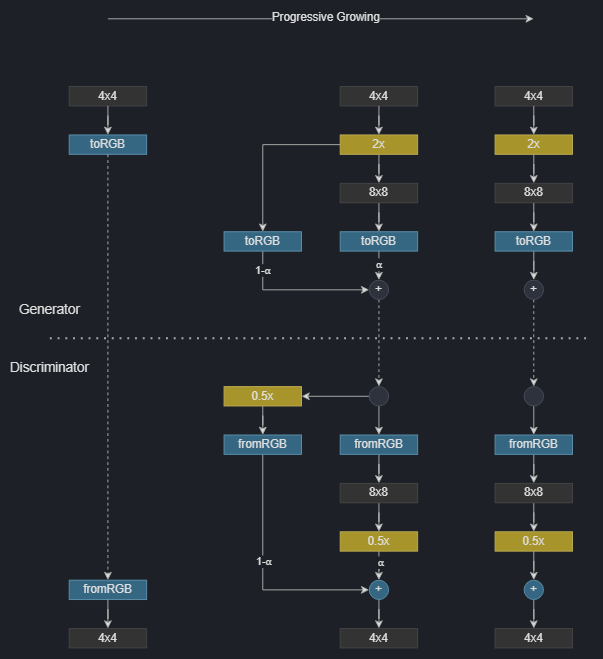 Progressive Growing
4x4 4x4 4x4
toRGB 2x 2x
8x8 8x8
toRGB toRGB toRGB
1-α α
+ +
Generator
Discriminator
0.5x
fromRGB fromRGB fromRGB
8x8 8x8
0.5x 0.5x
1-α α
fromRGB + +
4x4 4x4 4x4